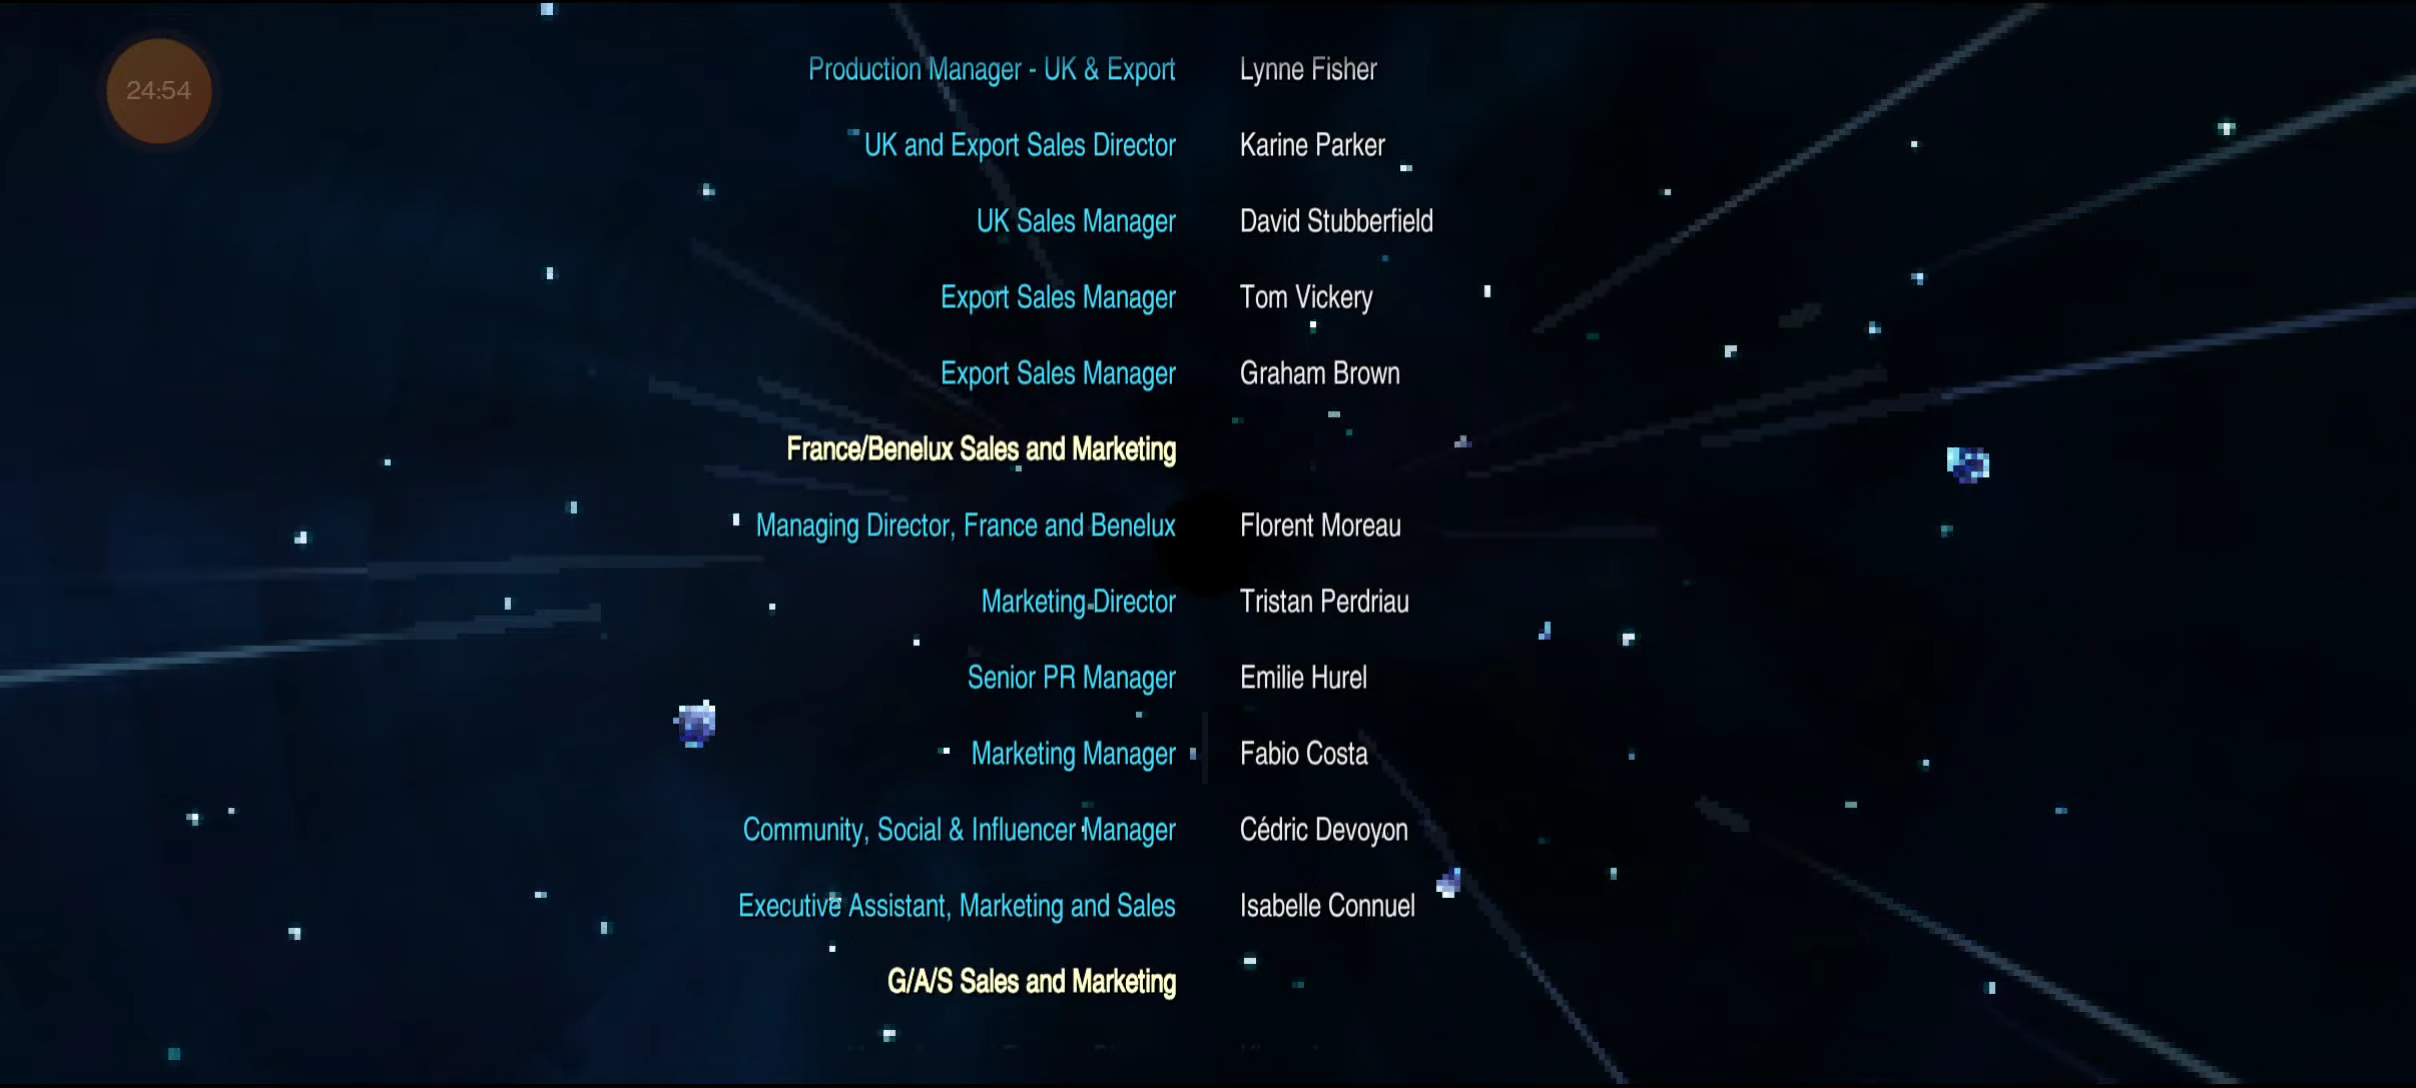 24:54
Production Manager - UK & Export Lynne Fisher
UK and Export Sales Director Karine Parker
UK Sales Manager David Stubberfield
Export Sales Manager Tom Vickery
Export Sales Manager Graham Brown
France/Benelux Sales and Marketing
Managing Director, France and Benelux Florent Moreau
Marketing Director Tristan Perdriau
Senior PR Manager Emilie Hurel
Marketing Manager Fabio Costa
Community, Social & Influencer Manager Cédric Devoyon
Executive Assistant, Marketing and Sales Isabelle Connuel
G/A/S Sales and Marketing